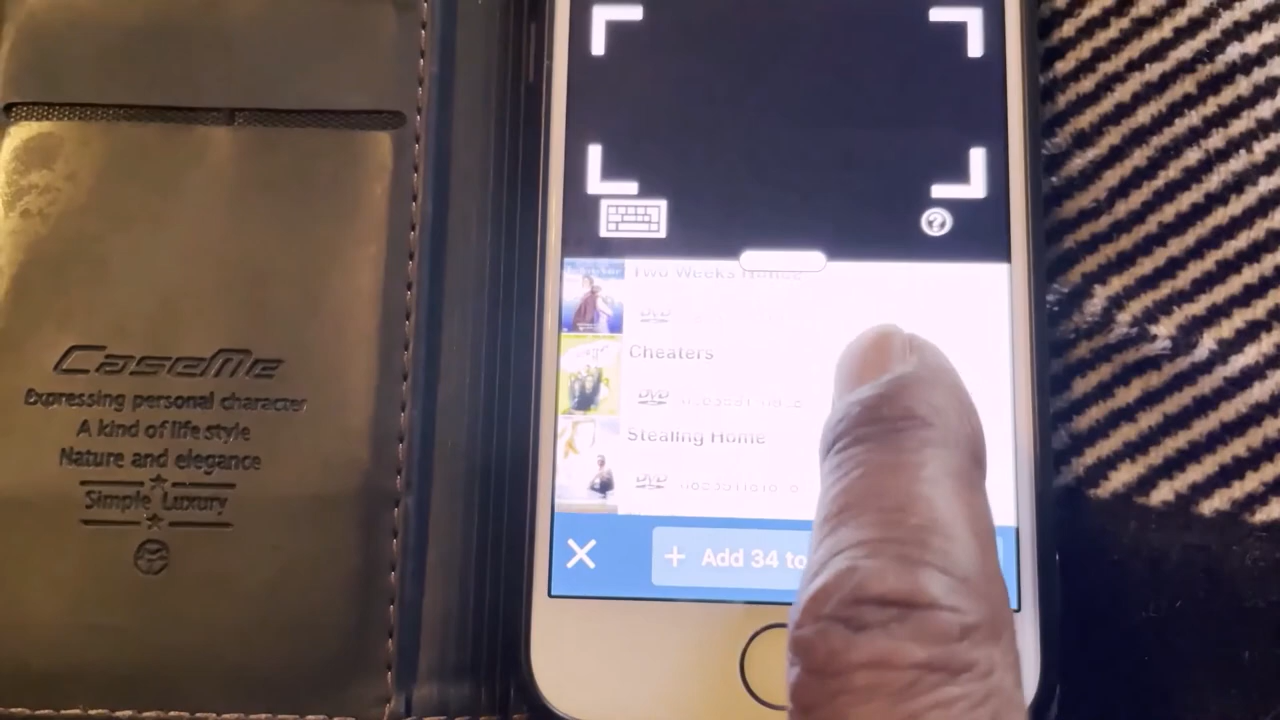 CaseMe
Expressing personal character
A kind of life style
Nature and elegance
Simple Luxury
?
Two Weeks Notice
DVD
Cheaters
DVD
Stealing Home
DVD
+ Add 34 to